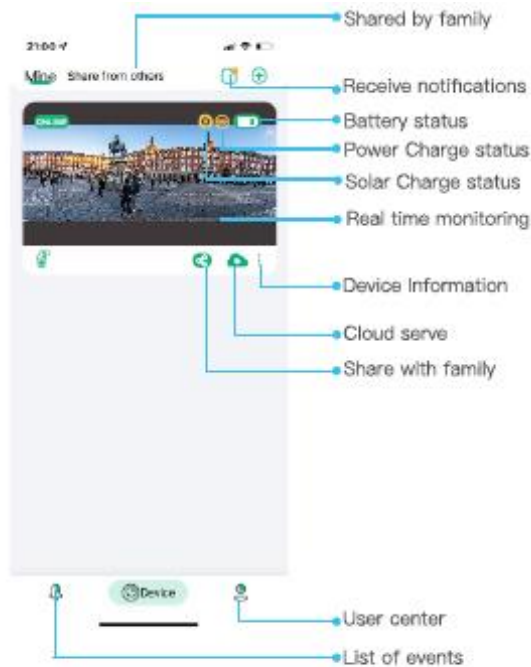 Shared by family
21:00
Mine Share from others
Receive notifications
Battery status
Power Charge status
Solar Charge status
Real time monitoring
Device Information
Cloud serve
Share with family
Device
User center
List of events